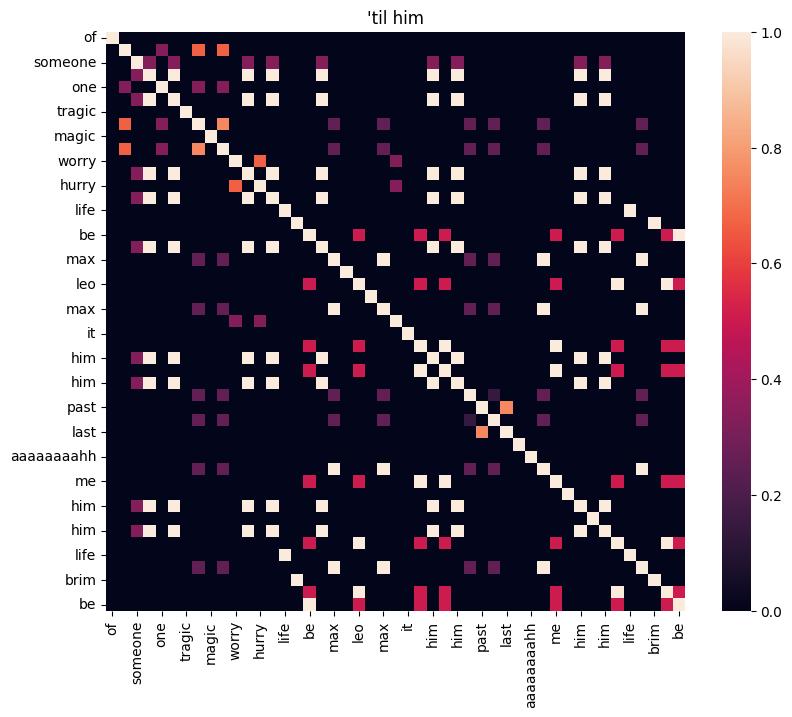 'til him
of
someone
one
tragic
magic
worry
hurry
life
be
max
leo
max
it
him
him
past
last
aaaaaaaahh
me
him
him
life
brim
be
1.0
0.8
0.6
0.4
0.2
0.0
of
someone
one
tragic
magic
worry
hurry
life
be
max
leo
max
it
him
him
past
last
aaaaaaaahh
me
him
him
life
brim
be